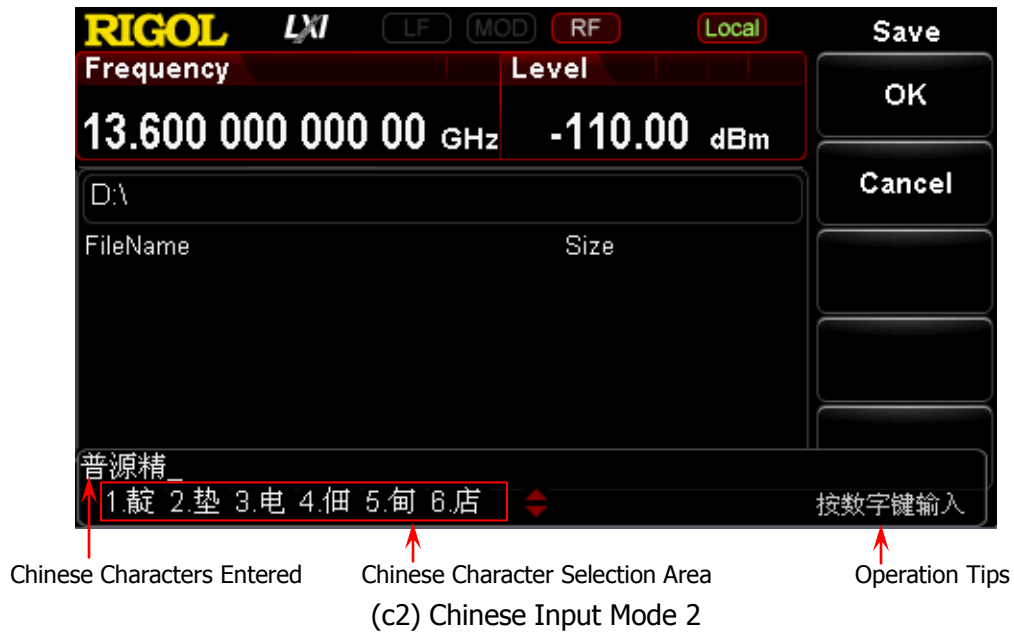 RIGOL LXI LF MOD RF Local Save
Frequency Level
OK
13.600 000 000 00 GHz -110.00 dBm
Cancel
D:\
FileName Size
普源精_
1.靛 2.垫 3.电 4.佃 5.甸 6.店 按数字键输入
Chinese Characters Entered Chinese Character Selection Area Operation Tips
(c2) Chinese Input Mode 2